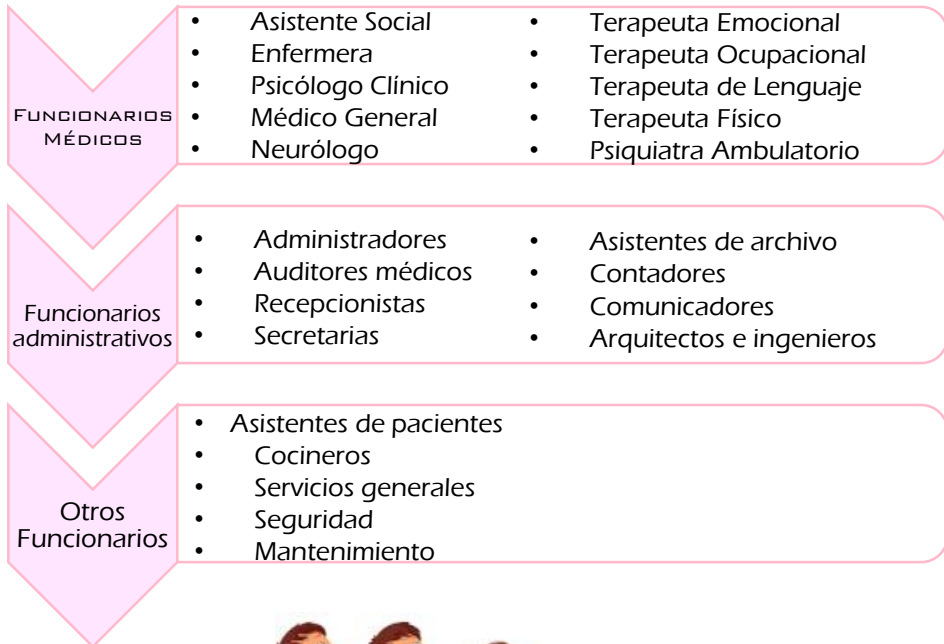 Funcionarios
Médicos
• Asistente Social
• Enfermera
• Psicólogo Clínico
• Médico General
• Neurólogo
• Terapeuta Emocional
• Terapeuta Ocupacional
• Terapeuta de Lenguaje
• Terapeuta Físico
• Psiquiatra Ambulatorio
Funcionarios
administrativos
• Administradores
• Auditores médicos
• Recepcionistas
• Secretarias
• Asistentes de archivo
• Contadores
• Comunicadores
• Arquitectos e ingenieros
Otros
Funcionarios
• Asistentes de pacientes
• Cocineros
• Servicios generales
• Seguridad
• Mantenimiento